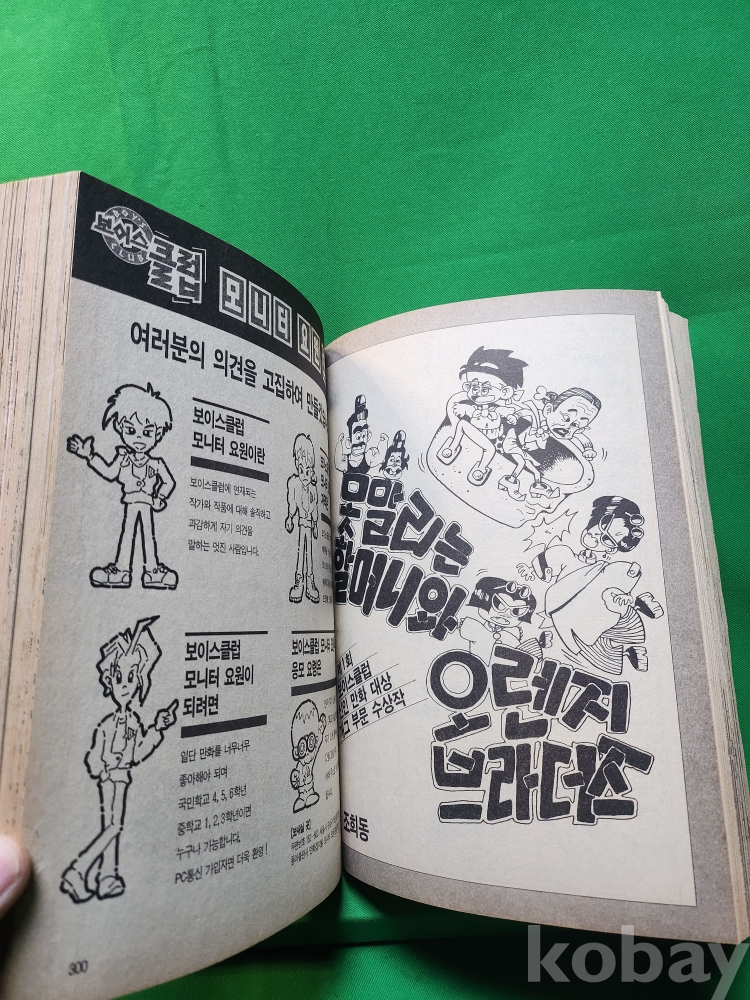 BOY'S
보이스
CLUB
클럽
모니터 요원
여러분의 의견을 고집하여 만들
보이스클럽
모니터 요원이란
보이스클럽에 연재되는
작가와 작품에 대해 솔직하고
과감하게 자기 의견을
말하는 멋진 사람입니다.
보이스클럽
모니터 요원이
되려면
일단 만화를 너무너무
좋아해야 되며
국민학교 4, 5, 6학년,
중학교 1, 2, 3학년이면
누구나 가능합니다.
PC통신 가입자면 더욱 환영!
보이스클럽 모니터
응모 요령은
300
못말리는
할머니와
오렌지
브라더스
1회
보이스클럽
만화 대상
부문 수상작
조희동
kobay